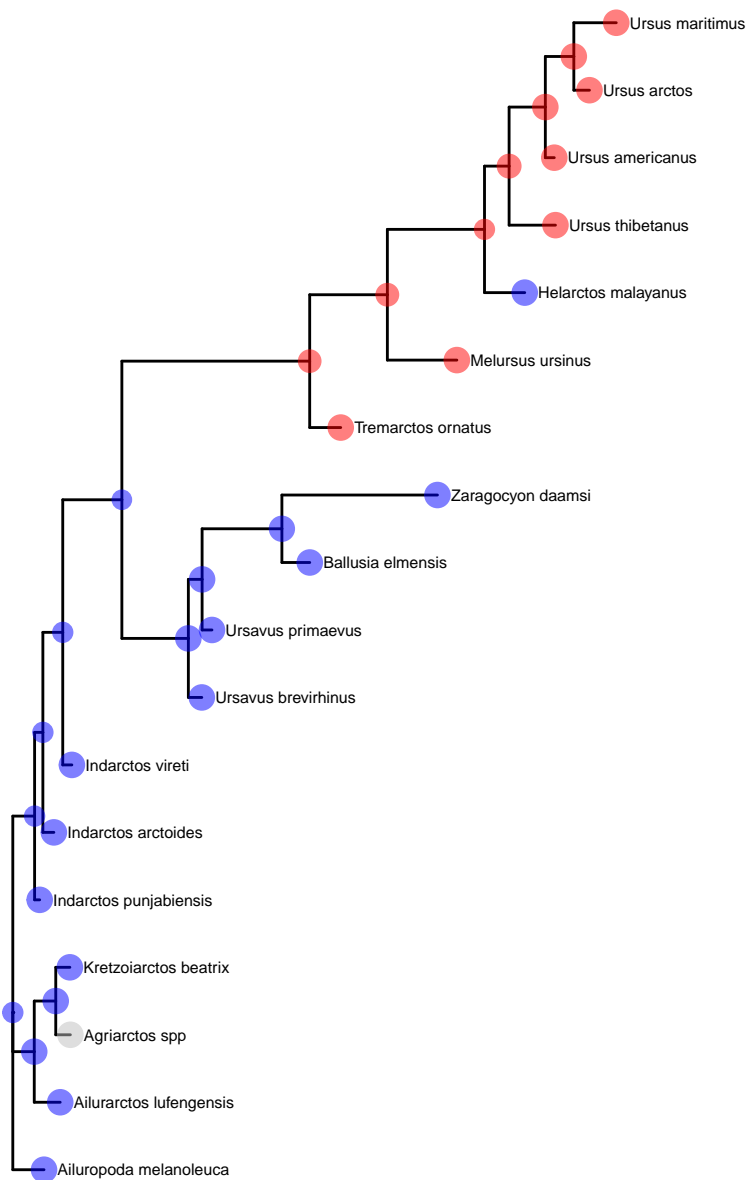 Ursus maritimus
Ursus arctos
Ursus americanus
Ursus thibetanus
Helarctos malayanus
Melursus ursinus
Tremarctos ornatus
Zaragocyon daamsi
Ballusia elmensis
Ursavus primaevus
Ursavus brevirhinus
Indarctos vireti
Indarctos arctoides
Indarctos punjabiensis
Kretzoiarctos beatrix
Agriarctos spp
Ailurarctos lufengensis
Ailuropoda melanoleuca